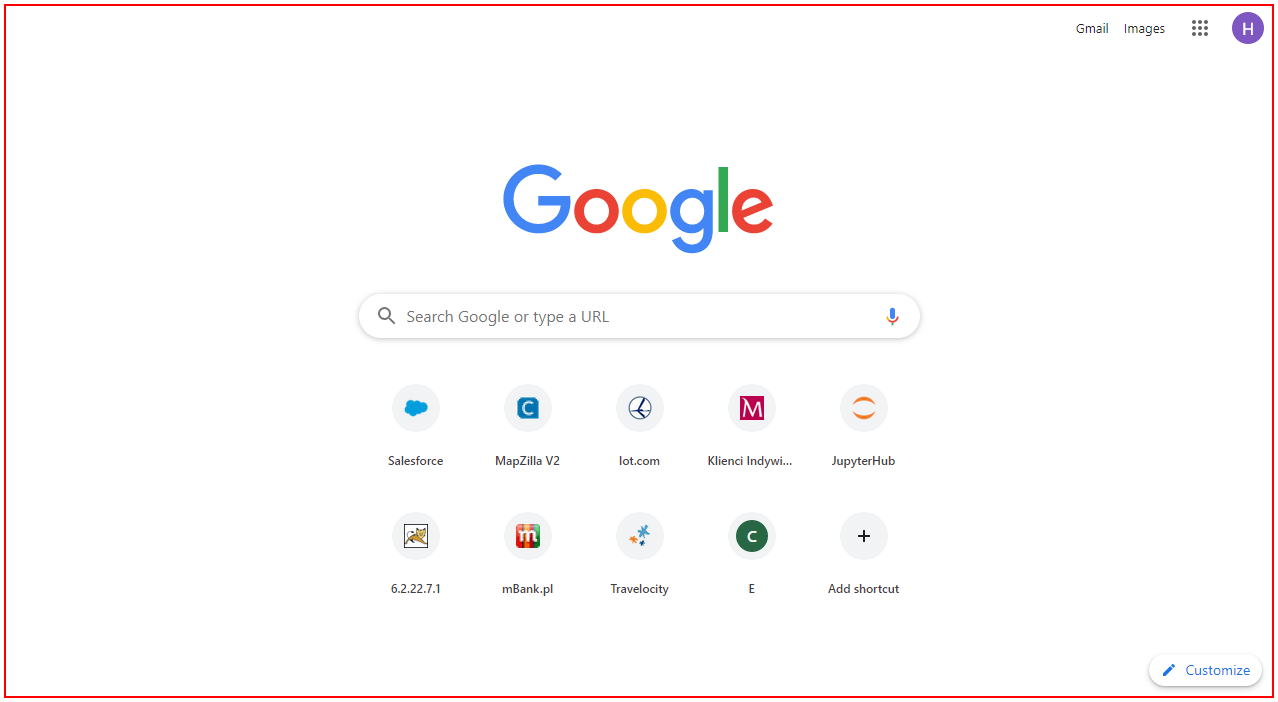 Gmail Images H
Google
Search Google or type a URL
C M
Salesforce MapZilla V2 lot.com Klienci Indywi... JupyterHub
m C
6.2.22.7.1 mBank.pl Travelocity E Add shortcut
Customize